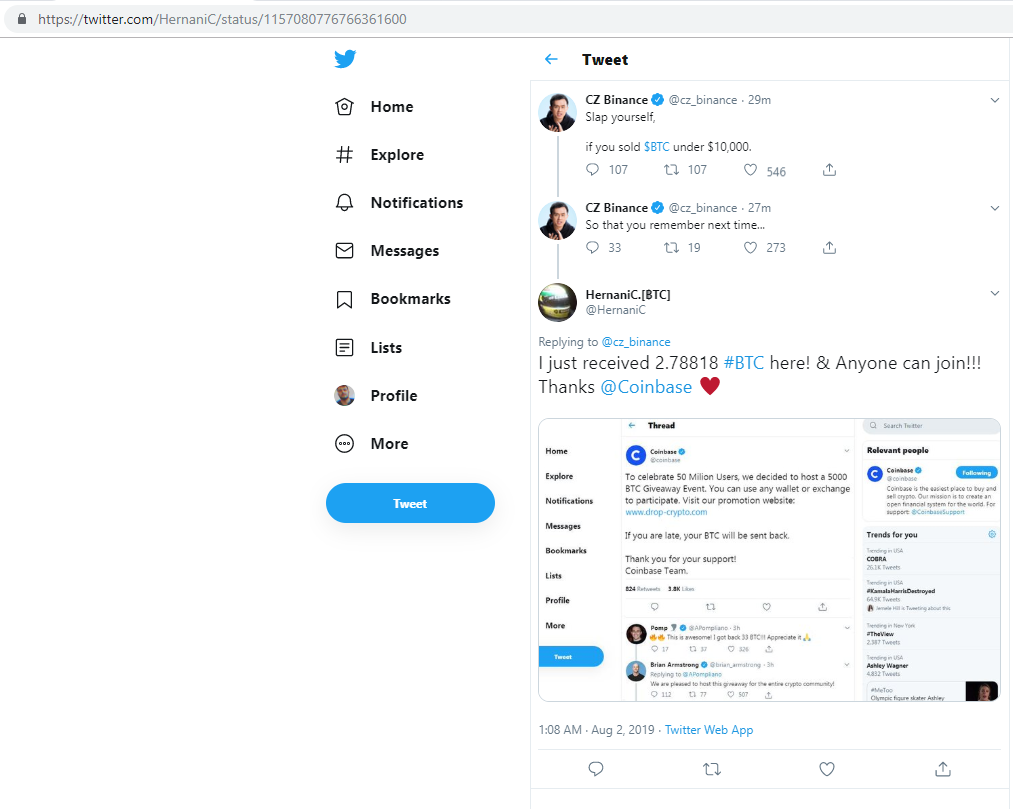 https://twitter.com/HernaniC/status/1157080776766361600
Home
Explore
Notifications
Messages
Bookmarks
Lists
Profile
More
Tweet
Tweet
CZ Binance @cz_binance · 29m
Slap yourself,
if you sold $BTC under $10,000.
107 107 546
CZ Binance @cz_binance · 27m
So that you remember next time...
33 19 273
HernaniC.[₿TC]
@HernaniC
Replying to @cz_binance
I just received 2.78818 #BTC here! & Anyone can join!!!
Thanks @Coinbase ♥
Thread
Home
Explore
Notifications
Messages
Bookmarks
Lists
Profile
More
Tweet
Coinbase
@coinbase
To celebrate 50 Milion Users, we decided to host a 5000
BTC Giveaway Event. You can use any wallet or exchange
to participate. Visit our promotion website:
www.drop-crypto.com
If you are late, your BTC will be sent back.
Thank you for your support!
Coinbase Team.
824 Retweets 3.8K Likes
Pomp 🌪 @APompliano · 3h
🔥🔥 This is awesome! I got back 33 BTC!!! Appreciate it 🙏
17 37 326
Brian Armstrong @brian_armstrong · 3h
Replying to @APompliano
We are pleased to host this giveaway for the entire crypto community!
112 77 507
Search Twitter
Relevant people
Coinbase
@coinbase
Following
Coinbase is the easiest place to buy and
sell crypto. Our mission is to create an
open financial system for the world. For
support: @CoinbaseSupport
Trends for you
Trending in USA
COBRA
26.1K Tweets
Trending in USA
#KamalaHarrisDestroyed
64.9K Tweets
Jemele Hill is Tweeting about this
Trending in New York
#TheView
2,387 Tweets
Trending in USA
Ashley Wagner
4,832 Tweets
#MeToo
Olympic figure skater Ashley
1:08 AM · Aug 2, 2019 · Twitter Web App